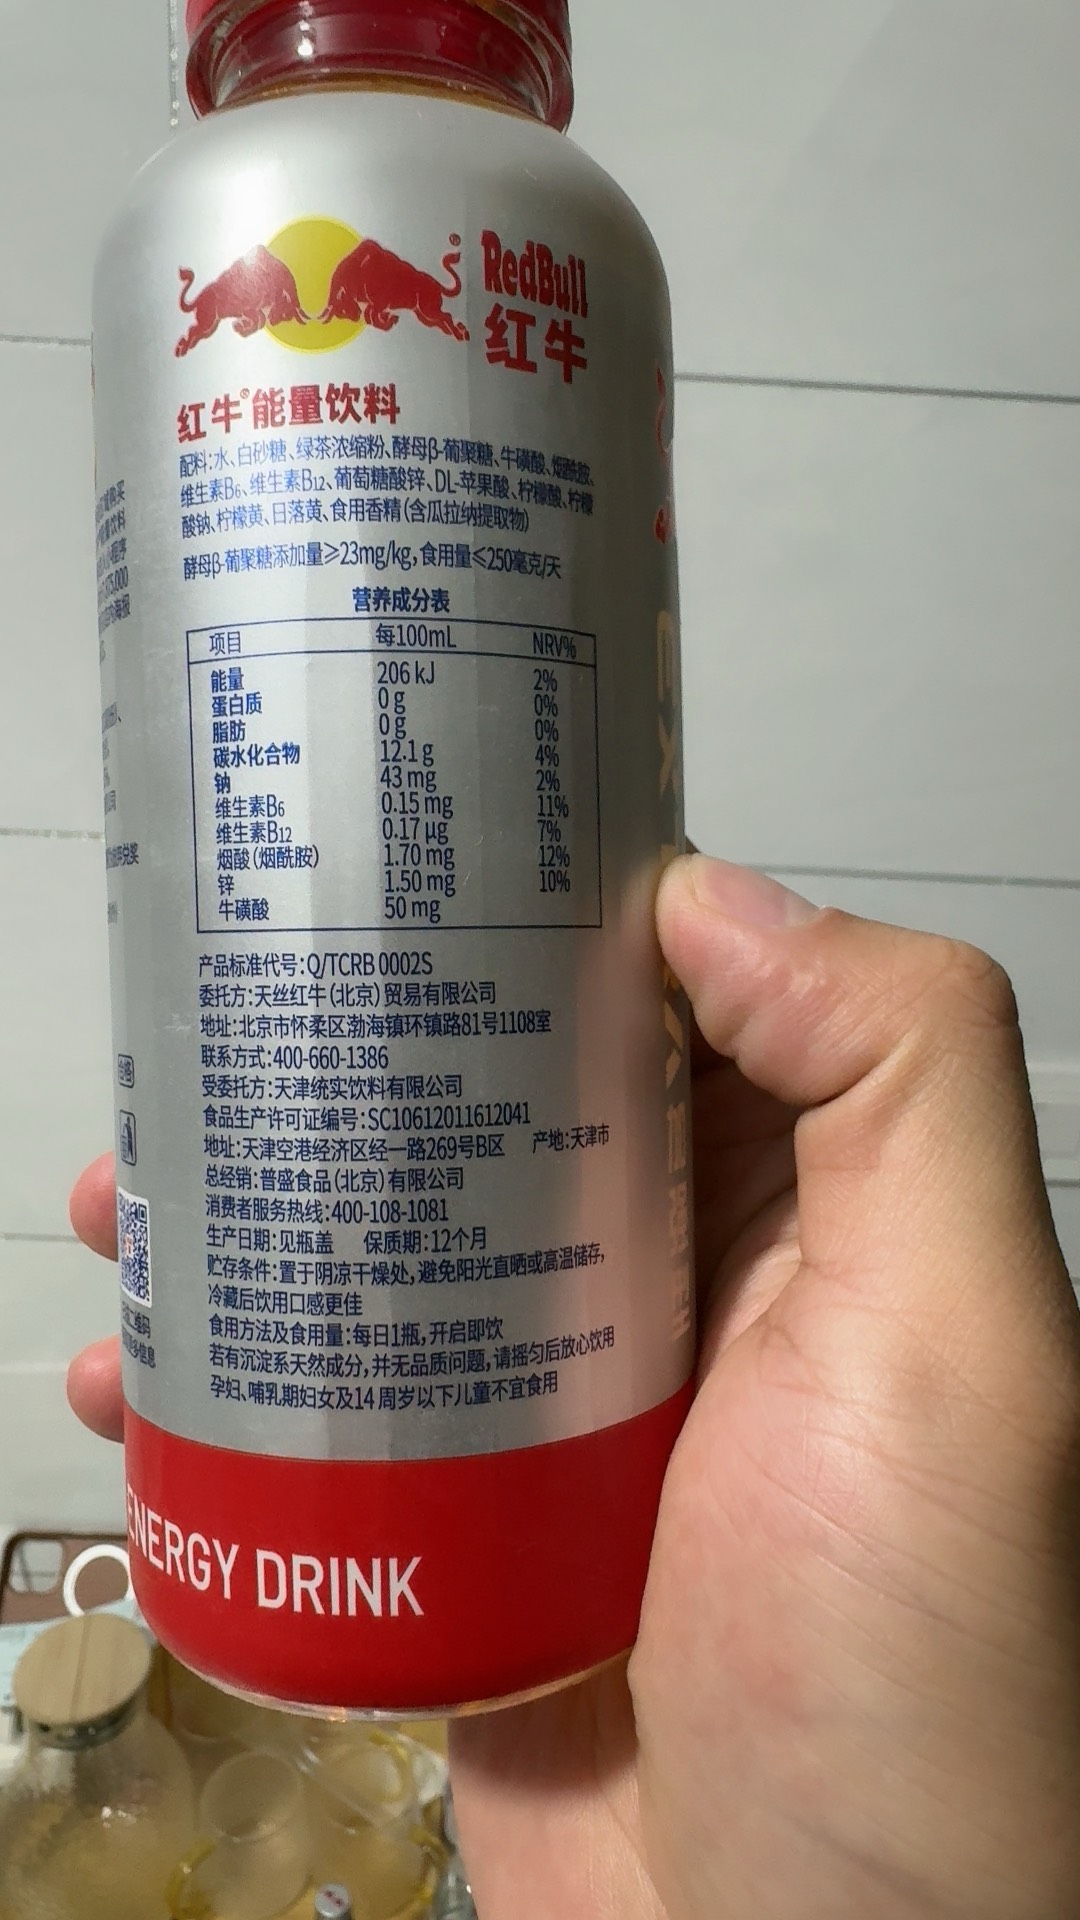 RedBull
红牛
红牛®能量饮料
配料:水、白砂糖、绿茶浓缩粉、酵母β-葡聚糖、牛磺酸、烟酰胺、
维生素B6、维生素B12、葡萄糖酸锌、DL-苹果酸、柠檬酸、柠檬
酸钠、柠檬黄、日落黄、食用香精(含瓜拉纳提取物)
酵母β-葡聚糖添加量≥23mg/kg,食用量≤250毫克/天
营养成分表
项目 每100mL NRV%
能量 206 kJ 2%
蛋白质 0 g 0%
脂肪 0 g 0%
碳水化合物 12.1 g 4%
钠 43 mg 2%
维生素B6 0.15 mg 11%
维生素B12 0.17 μg 7%
烟酸(烟酰胺) 1.70 mg 12%
锌 1.50 mg 10%
牛磺酸 50 mg
产品标准代号:Q/TCRB 0002S
委托方:天丝红牛(北京)贸易有限公司
地址:北京市怀柔区渤海镇环镇路81号1108室
联系方式:400-660-1386
受委托方:天津统实饮料有限公司
食品生产许可证编号:SC10612011612041
地址:天津空港经济区经一路269号B区 产地:天津市
总经销:普盛食品(北京)有限公司
消费者服务热线:400-108-1081
生产日期:见瓶盖 保质期:12个月
贮存条件:置于阴凉干燥处,避免阳光直晒或高温储存,
冷藏后饮用口感更佳
食用方法及食用量:每日1瓶,开启即饮
若有沉淀系天然成分,并无品质问题,请摇匀后放心饮用
孕妇、哺乳期妇女及14周岁以下儿童不宜食用
ENERGY DRINK